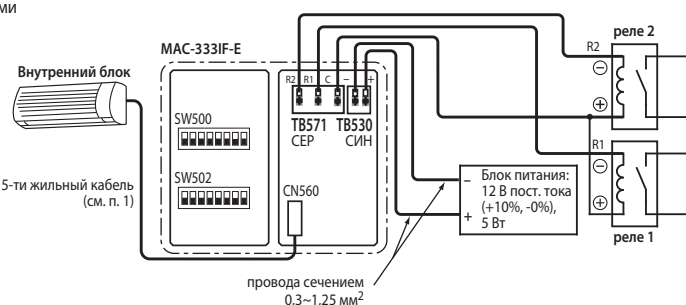 ми
реле 2
R2
⊖
⊕
MAC-333IF-E
Внутренний блок
R2 R1 C − +
TB571 TB530
СЕР СИН
SW500
SW502
CN560
5-ти жильный кабель
(см. п. 1)
− Блок питания:
12 В пост. тока
(+10%, -0%),
+ 5 Вт
R1
⊖
⊕
реле 1
провода сечением
0,3~1,25 мм²